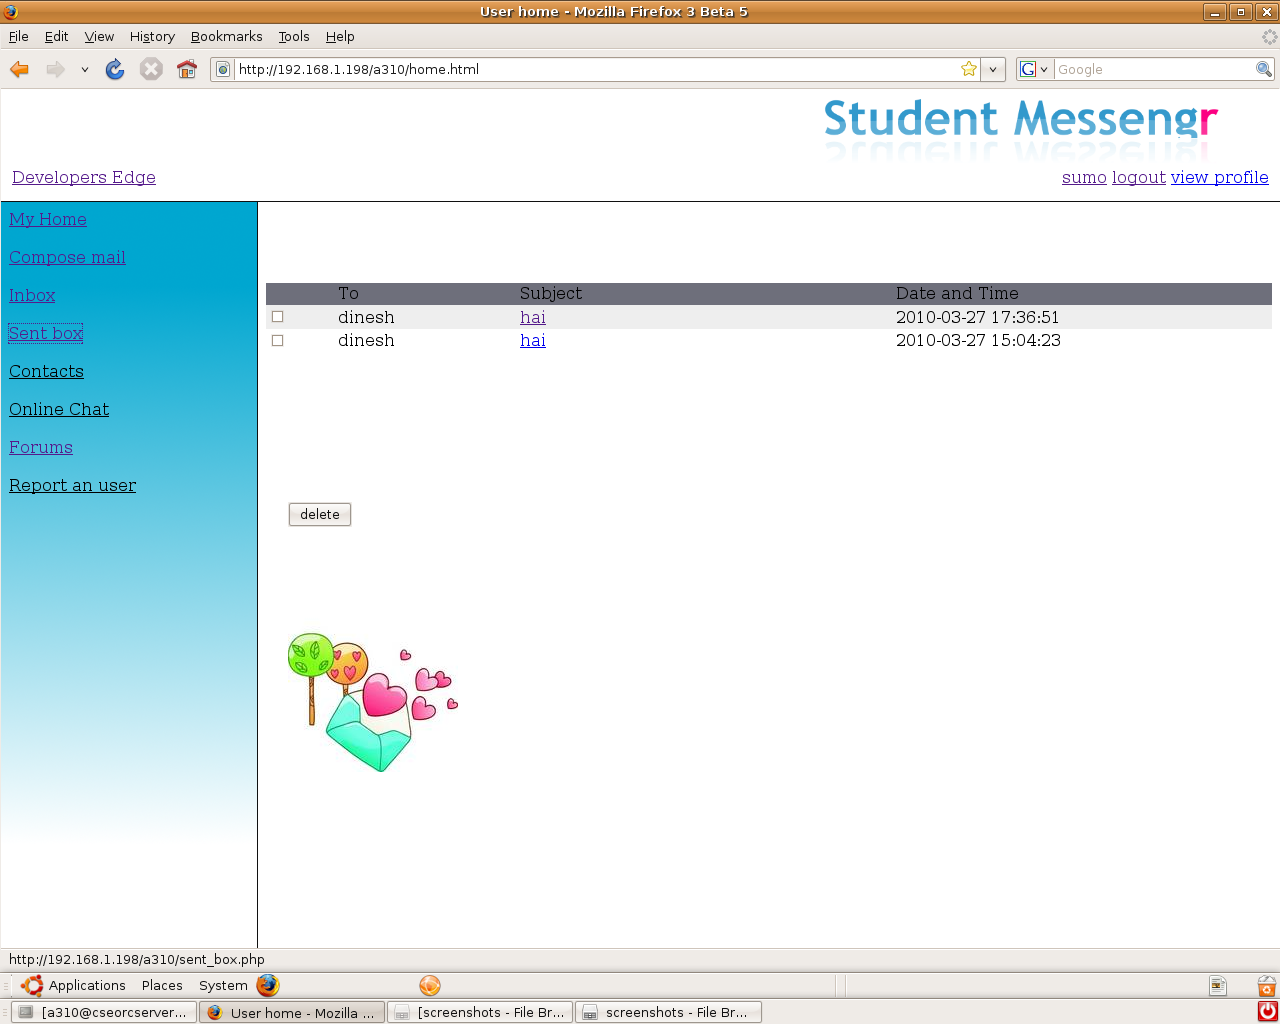 User home - Mozilla Firefox 3 Beta 5
File Edit View History Bookmarks Tools Help
http://192.168.1.198/a310/home.html
G Google
Student Messengr
Developers Edge
sumo logout view profile
My Home
Compose mail
Inbox
Sent box
Contacts
Online Chat
Forums
Report an user
To Subject Date and Time
dinesh hai 2010-03-27 17:36:51
dinesh hai 2010-03-27 15:04:23
delete
http://192.168.1.198/a310/sent_box.php
Applications Places System
[a310@cseorcserver... User home - Mozilla ... [screenshots - File Br... screenshots - File Br...